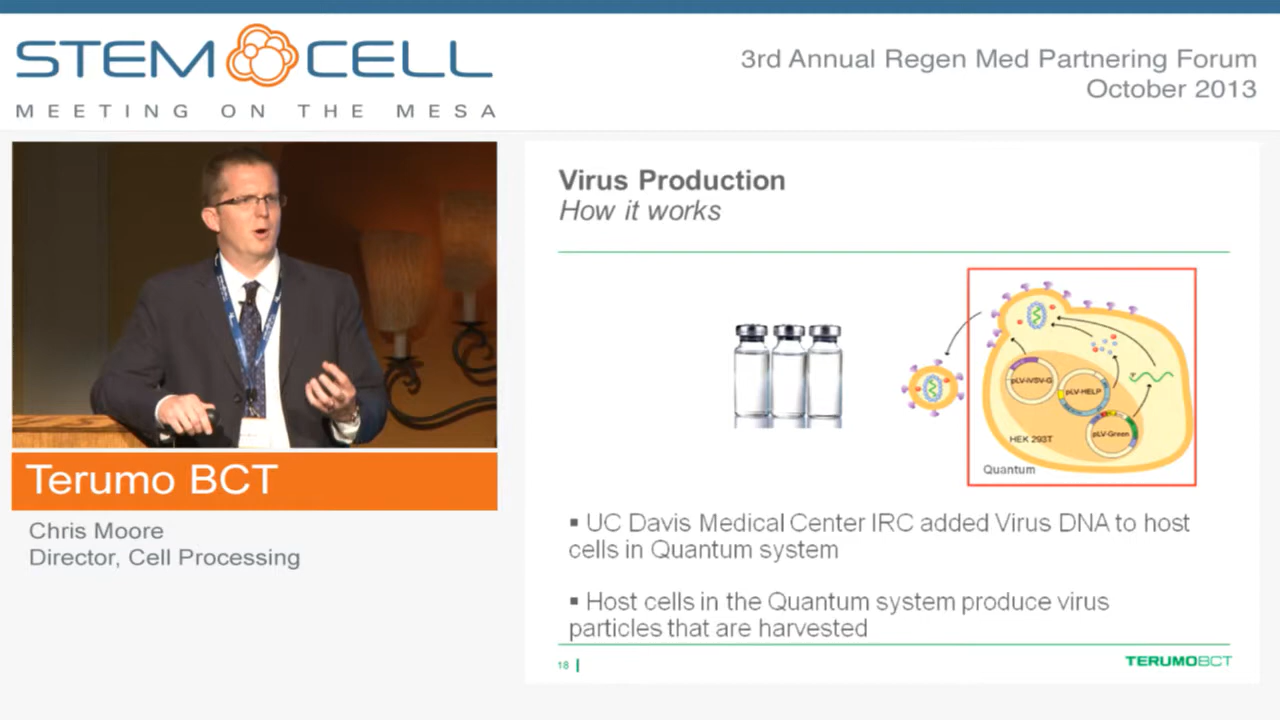 STEM CELL
MEETING ON THE MESA
3rd Annual Regen Med Partnering Forum
October 2013
Terumo BCT
Chris Moore
Director, Cell Processing
Virus Production
How it works
pLV-iVSV-G
pLV-HELP
pLV-Green
HEK 293T
Quantum
▪ UC Davis Medical Center IRC added Virus DNA to host
cells in Quantum system
▪ Host cells in the Quantum system produce virus
particles that are harvested
18
TERUMOBCT